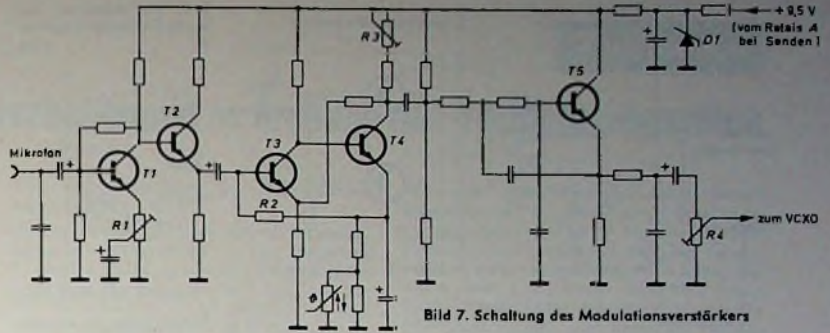 + 9,5 V
(vom Relais A
bei Senden)
R3
D1
T5
T2
Mikrofon
T1
T3
T4
R1
R2
ϑ
R4
zum VCXO
Bild 7. Schaltung des Modulationsverstärkers